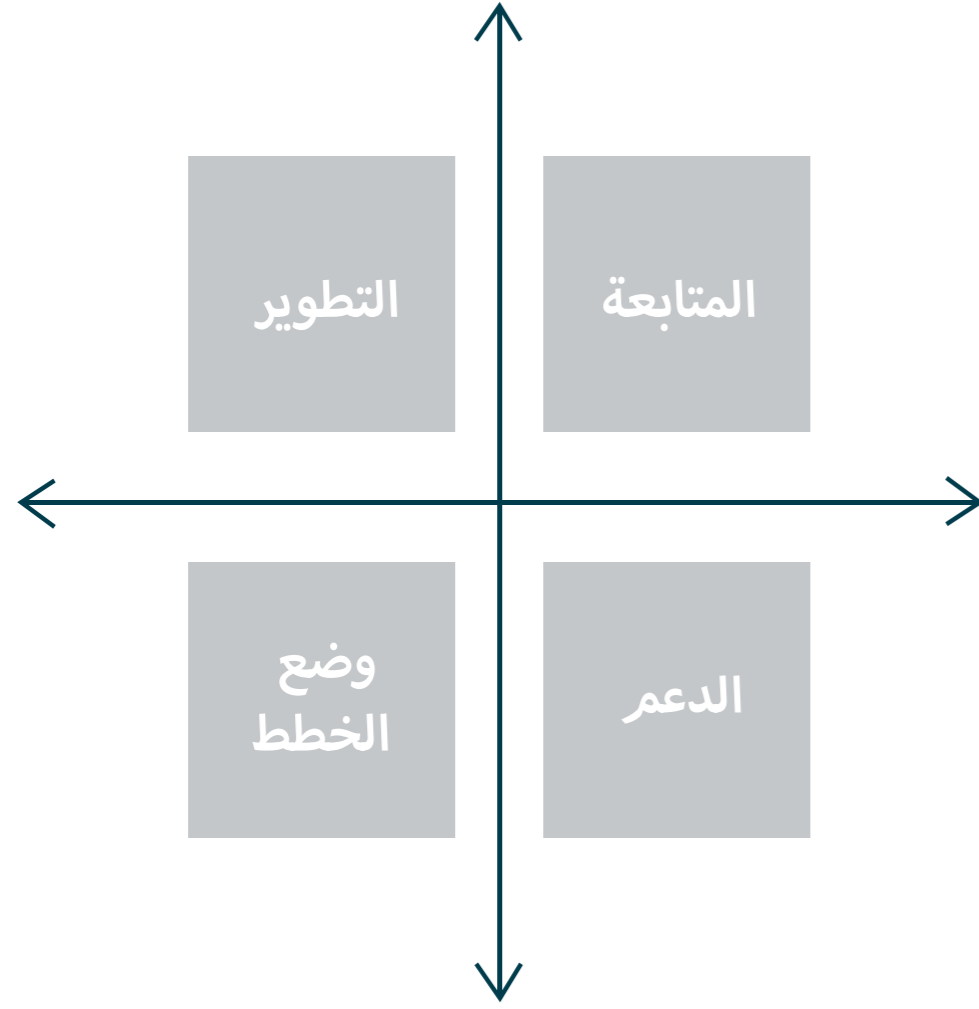 المتابعة
التطوير
الدعم
وضع
الخطط